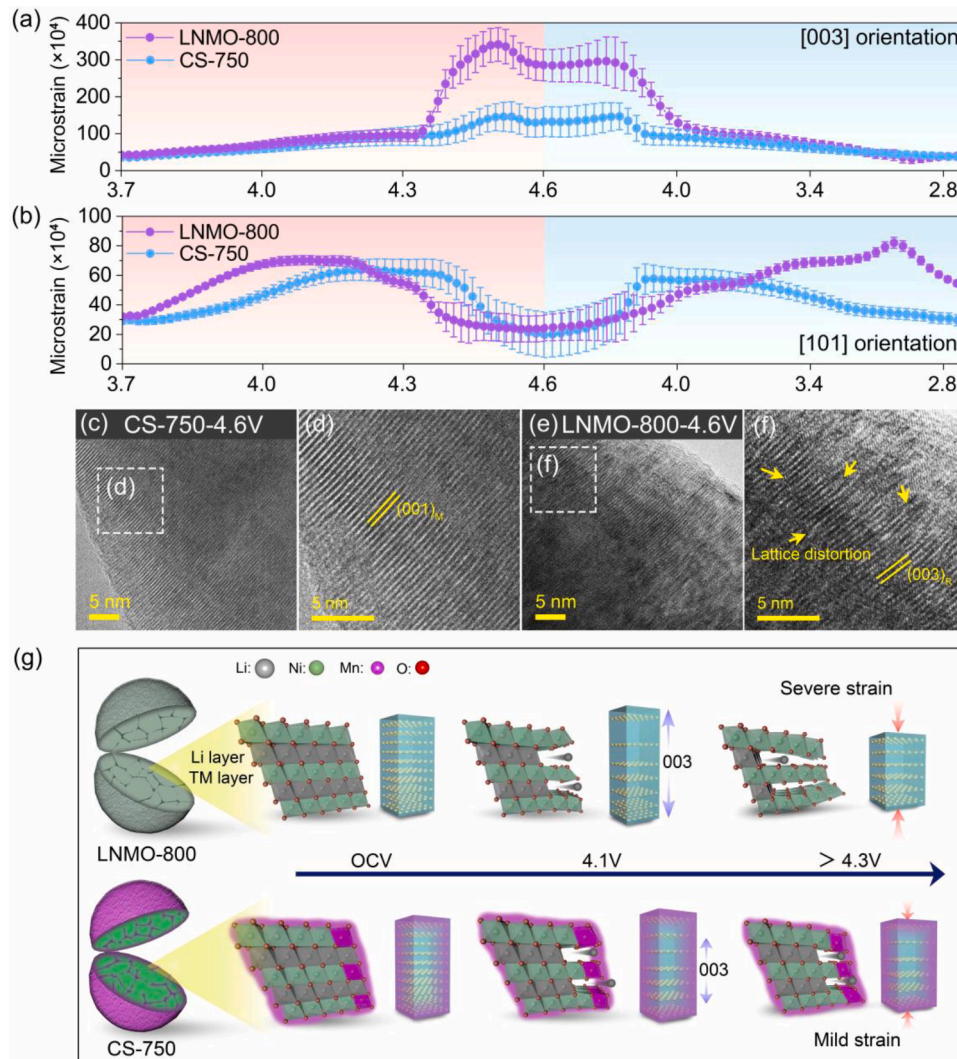 (a)
LNMO-800
CS-750
[003] orientation
Microstrain (×10⁴)
400
300
200
100
0
3.7 4.0 4.3 4.6 4.0 3.4 2.8
(b)
LNMO-800
CS-750
[101] orientation
Microstrain (×10⁴)
100
80
60
40
20
0
3.7 4.0 4.3 4.6 4.0 3.4 2.8
(c) CS-750-4.6V
(d)
5 nm
(d)
(001)M
5 nm
(e) LNMO-800-4.6V
(f)
5 nm
(f)
Lattice distortion
(003)R
5 nm
(g)
Li: Ni: Mn: O:
Severe strain
Li layer
TM layer
003
LNMO-800
OCV 4.1V > 4.3V
003
CS-750
Mild strain